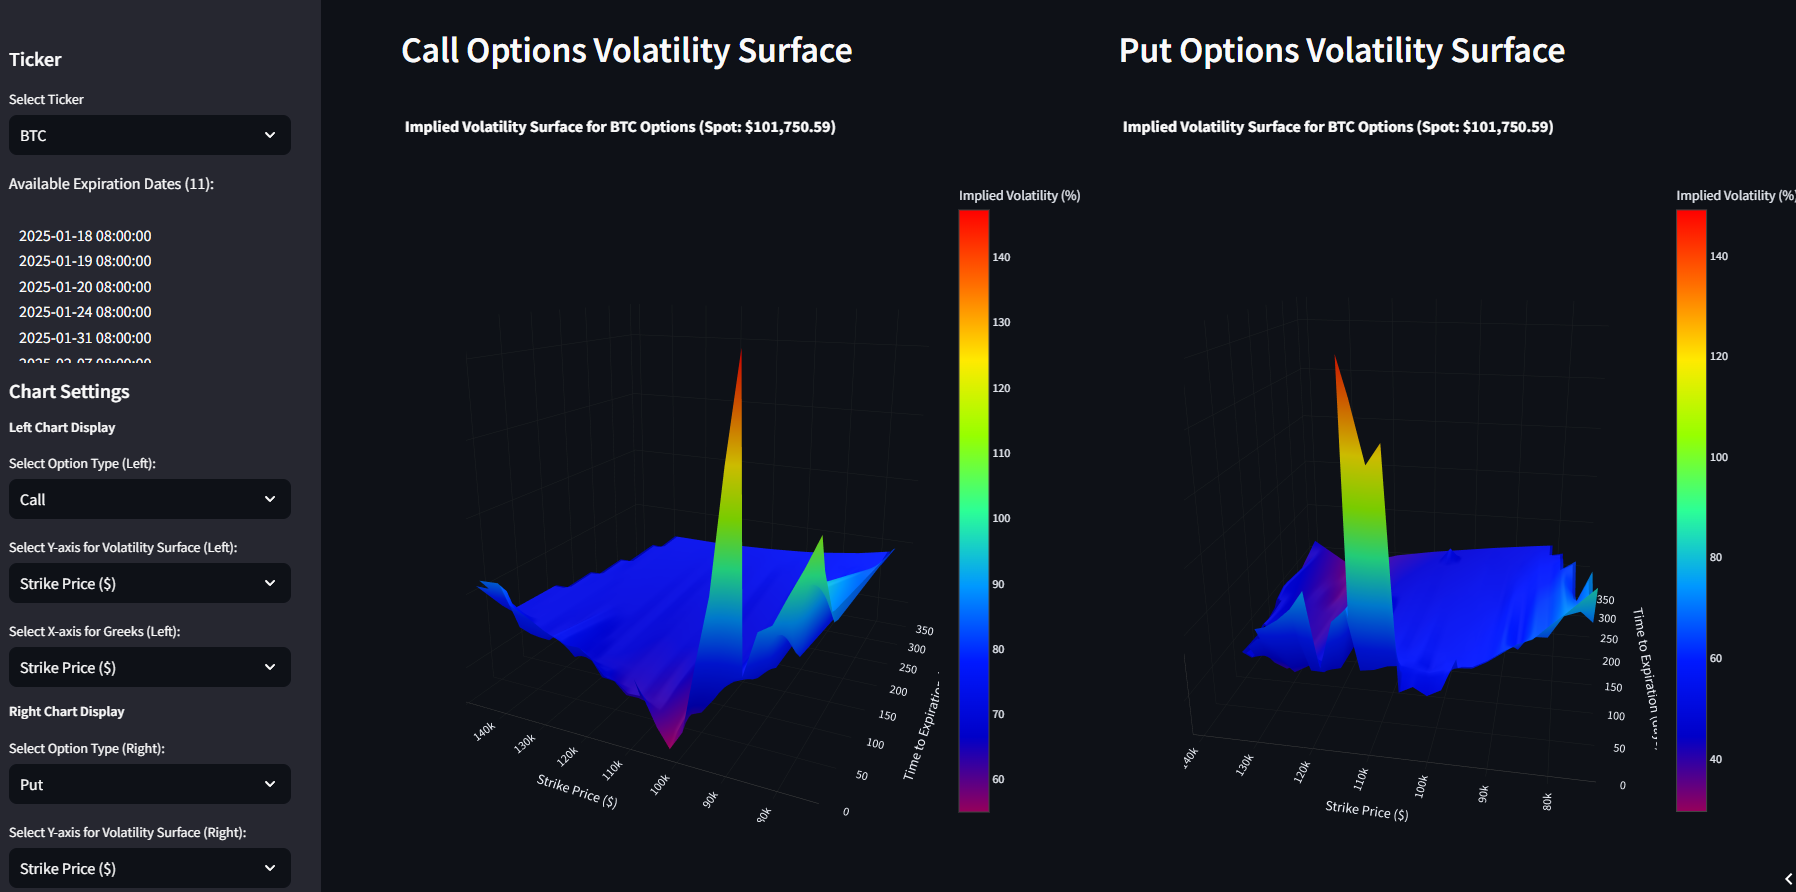 Ticker
Select Ticker
BTC
Available Expiration Dates (11):
2025-01-18 08:00:00
2025-01-19 08:00:00
2025-01-20 08:00:00
2025-01-24 08:00:00
2025-01-31 08:00:00
2025-02-07 08:00:00
Chart Settings
Left Chart Display
Select Option Type (Left):
Call
Select Y-axis for Volatility Surface (Left):
Strike Price ($)
Select X-axis for Greeks (Left):
Strike Price ($)
Right Chart Display
Select Option Type (Right):
Put
Select Y-axis for Volatility Surface (Right):
Strike Price ($)
Call Options Volatility Surface
Implied Volatility Surface for BTC Options (Spot: $101,750.59)
Implied Volatility (%)
140
130
120
110
100
90
80
70
60
350
300
250
200
150
100
50
0
Time to Expiration
140k
130k
120k
110k
100k
90k
80k
Strike Price ($)
Put Options Volatility Surface
Implied Volatility Surface for BTC Options (Spot: $101,750.59)
Implied Volatility (%)
140
120
100
80
60
40
350
300
250
200
150
100
50
0
Time to Expiration
140k
130k
120k
110k
100k
90k
80k
Strike Price ($)